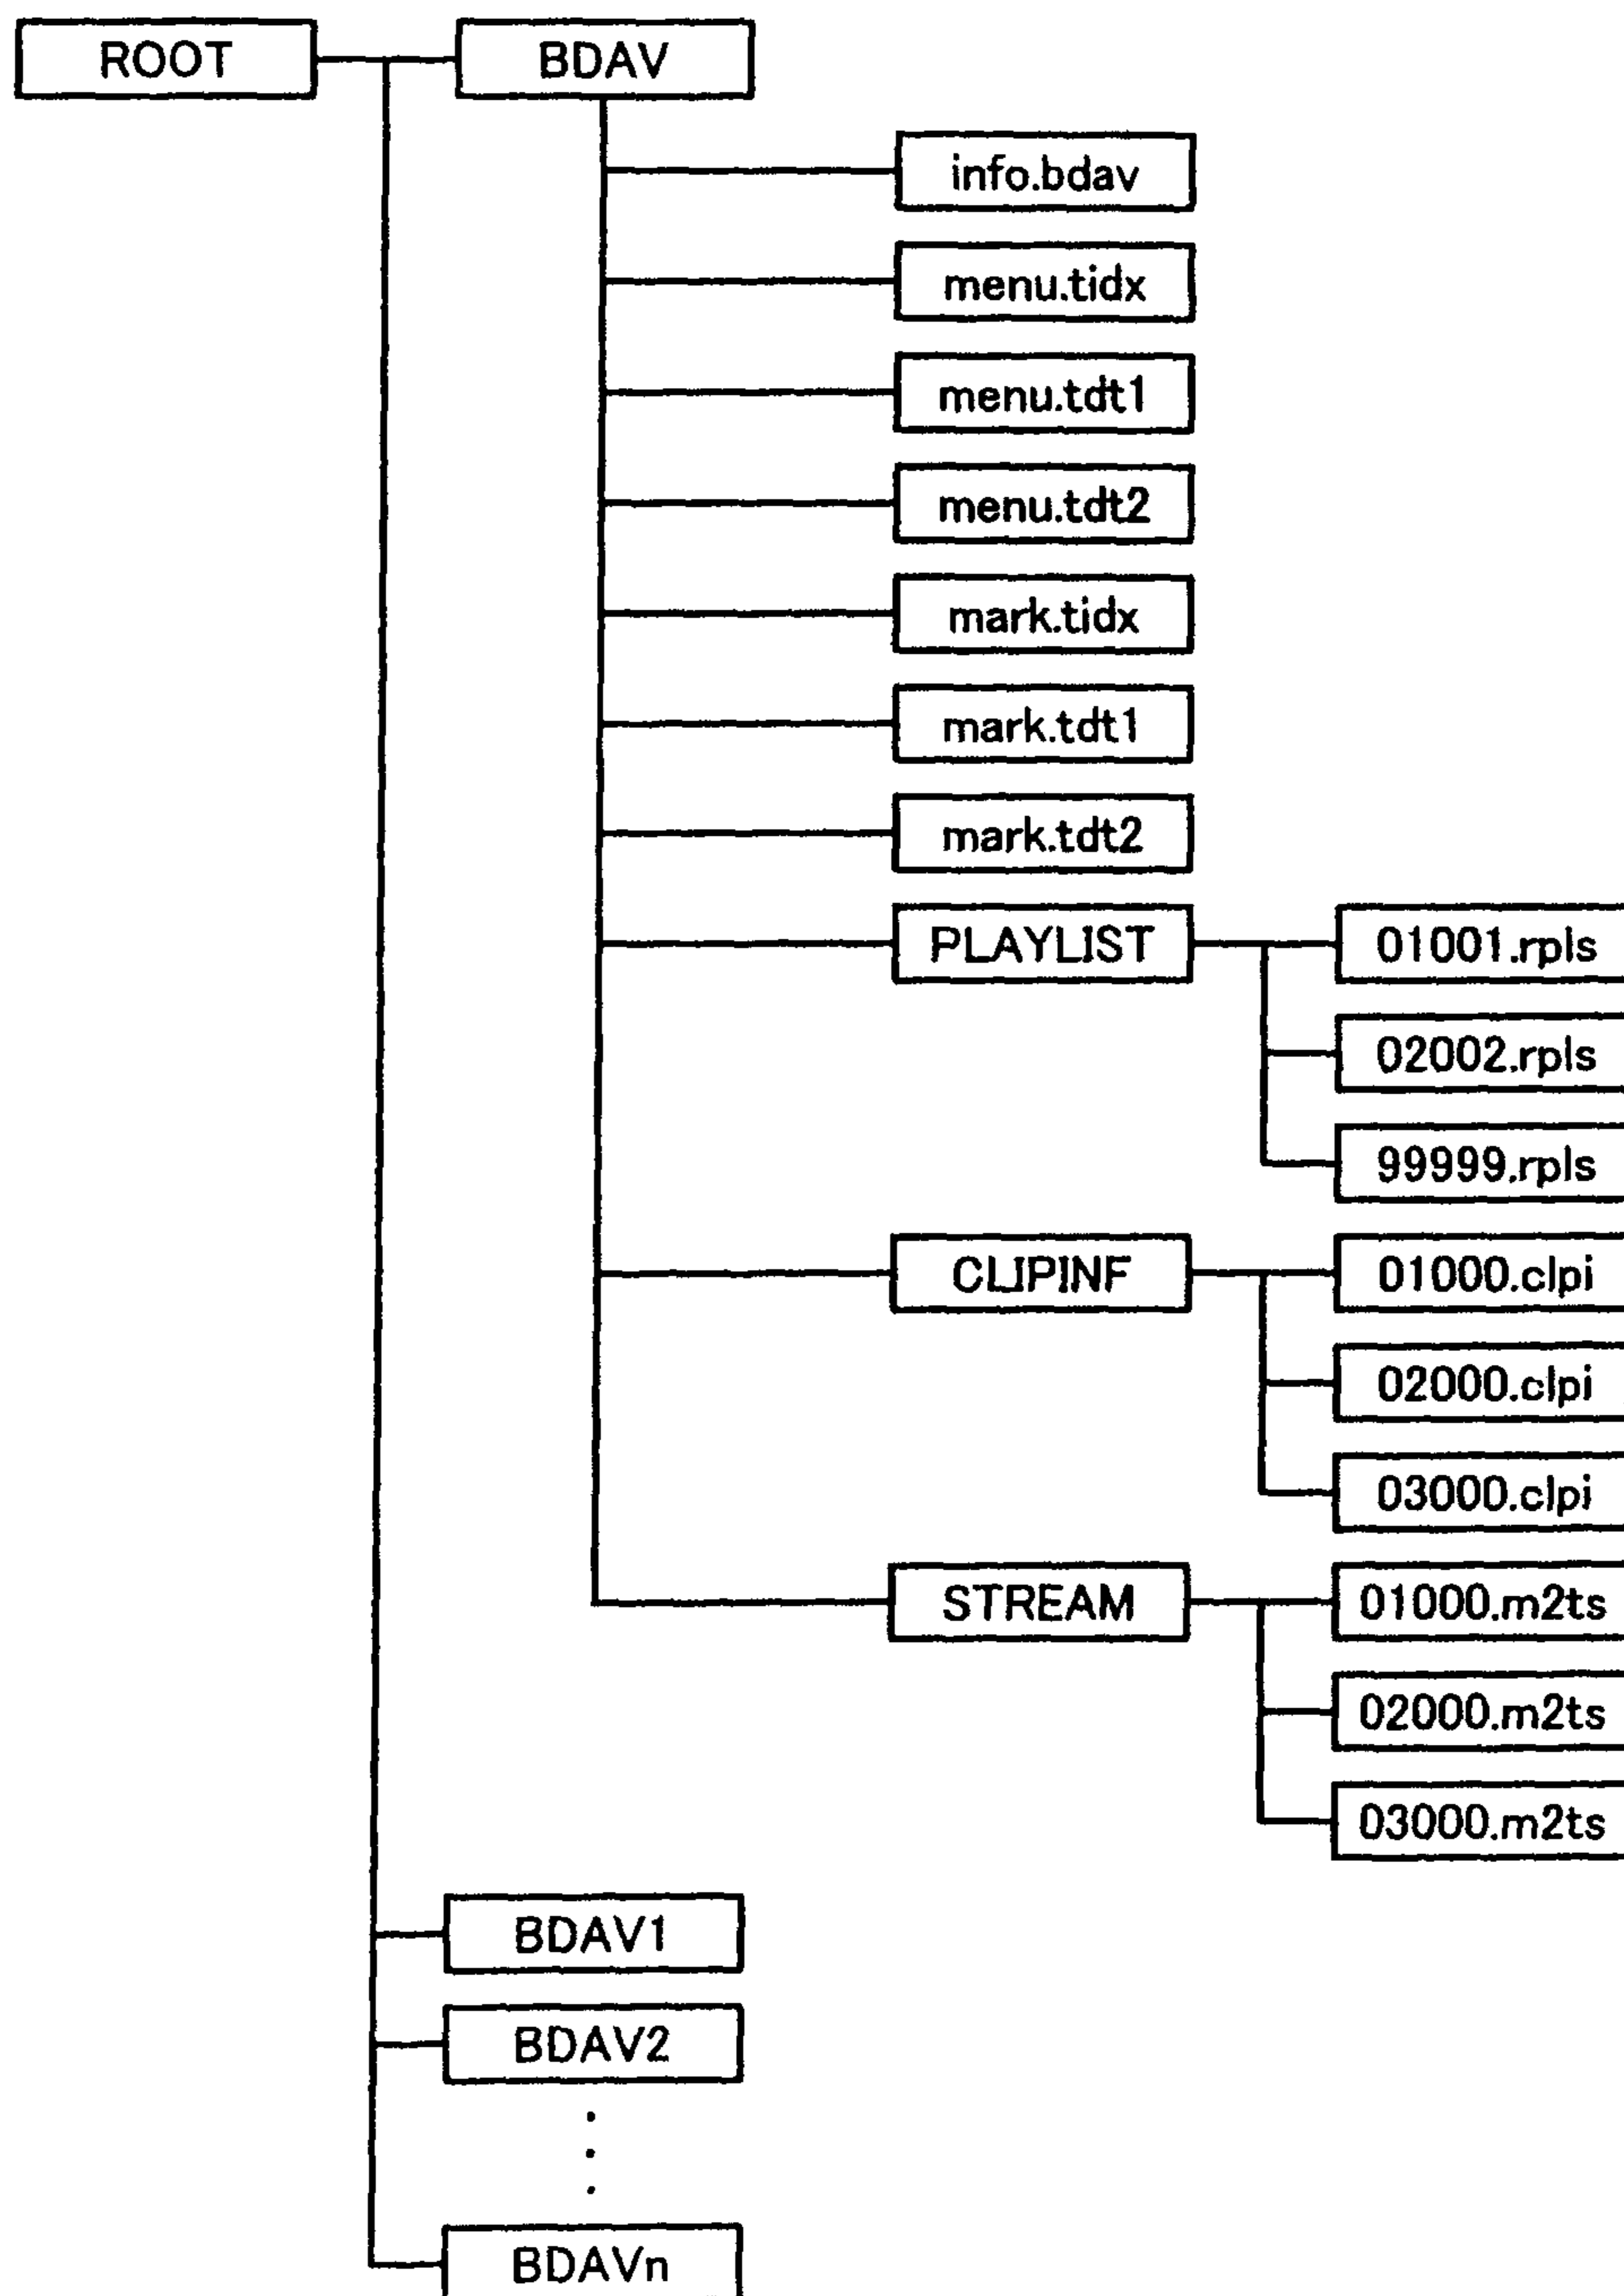 ROOT
BDAV
info.bdav
menu.tidx
menu.tdt1
menu.tdt2
mark.tidx
mark.tdt1
mark.tdt2
PLAYLIST
01001.rpls
02002.rpls
99999.rpls
CLIPINF
01000.clpi
02000.clpi
03000.clpi
STREAM
01000.m2ts
02000.m2ts
03000.m2ts
BDAV1
BDAV2
BDAVn